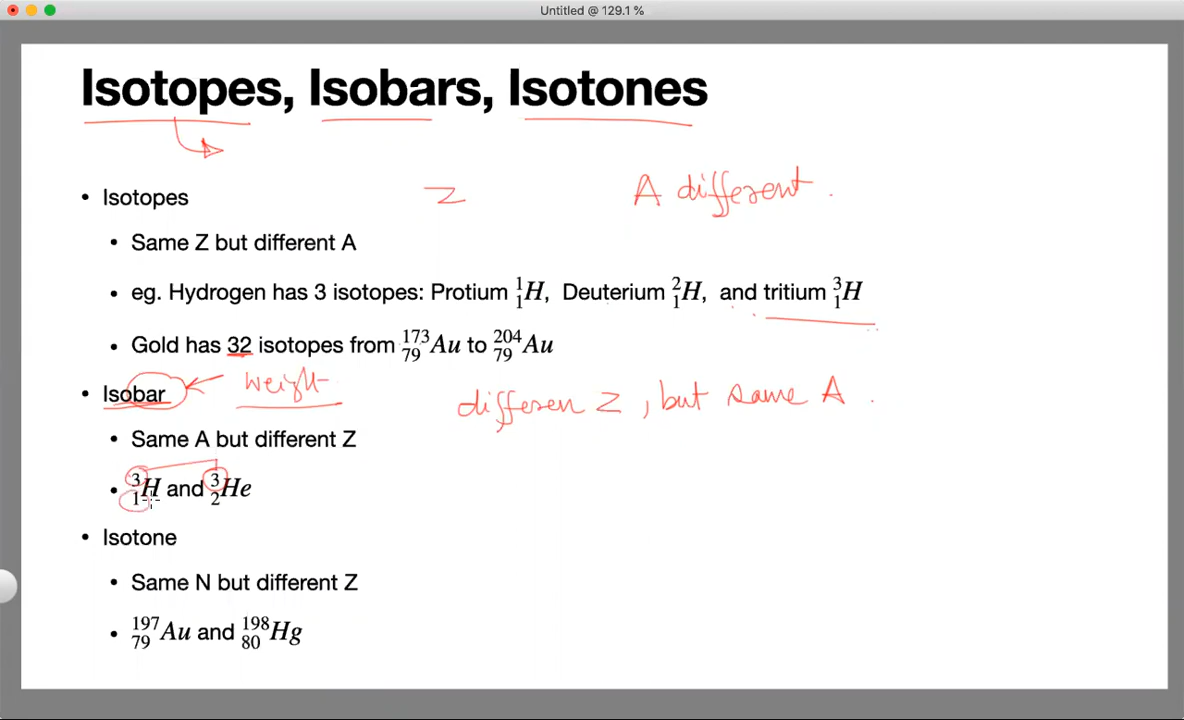 Untitled @ 129.1 %
Isotopes, Isobars, Isotones
• Isotopes
Z
A different.
• Same Z but different A
• eg. Hydrogen has 3 isotopes: Protium ¹₁H, Deuterium ²₁H, and tritium ³₁H
• Gold has 32 isotopes from ¹⁷³₇₉Au to ²⁰⁴₇₉Au
• Isobar
weight
differen Z, but same A.
• Same A but different Z
• ³₁H and ³₂He
• Isotone
• Same N but different Z
• ¹⁹⁷₇₉Au and ¹⁹⁸₈₀Hg